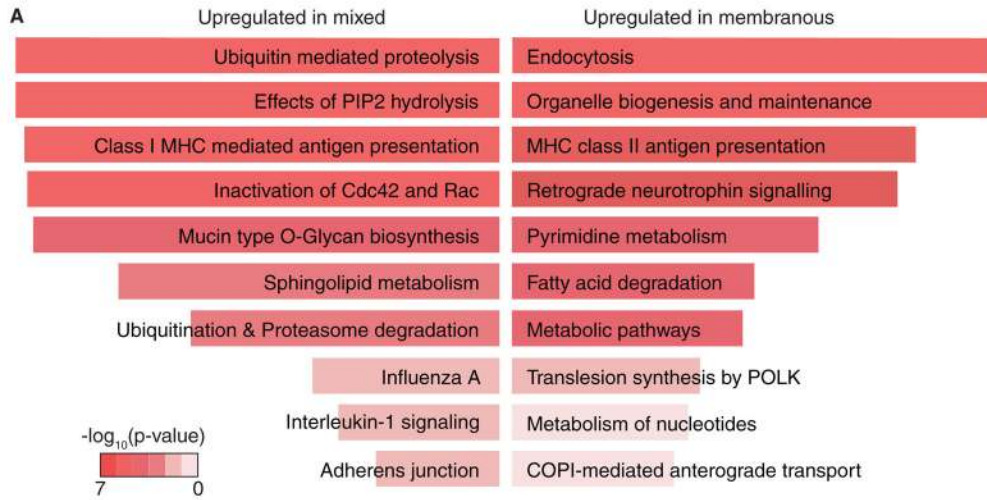 A
Upregulated in mixed
Upregulated in membranous
Ubiquitin mediated proteolysis
Endocytosis
Effects of PIP2 hydrolysis
Organelle biogenesis and maintenance
Class I MHC mediated antigen presentation
MHC class II antigen presentation
Inactivation of Cdc42 and Rac
Retrograde neurotrophin signalling
Mucin type O-Glycan biosynthesis
Pyrimidine metabolism
Sphingolipid metabolism
Fatty acid degradation
Ubiquitination & Proteasome degradation
Metabolic pathways
Influenza A
Translesion synthesis by POLK
Interleukin-1 signaling
Metabolism of nucleotides
Adherens junction
COPI-mediated anterograde transport
-log10(p-value)
7 0